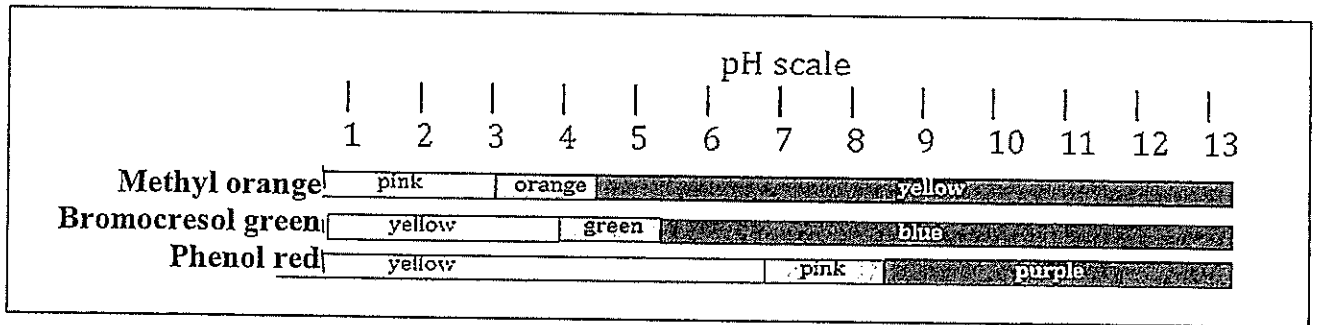 pH scale
1 2 3 4 5 6 7 8 9 10 11 12 13
Methyl orange pink orange yellow
Bromocresol green yellow green blue
Phenol red yellow pink purple